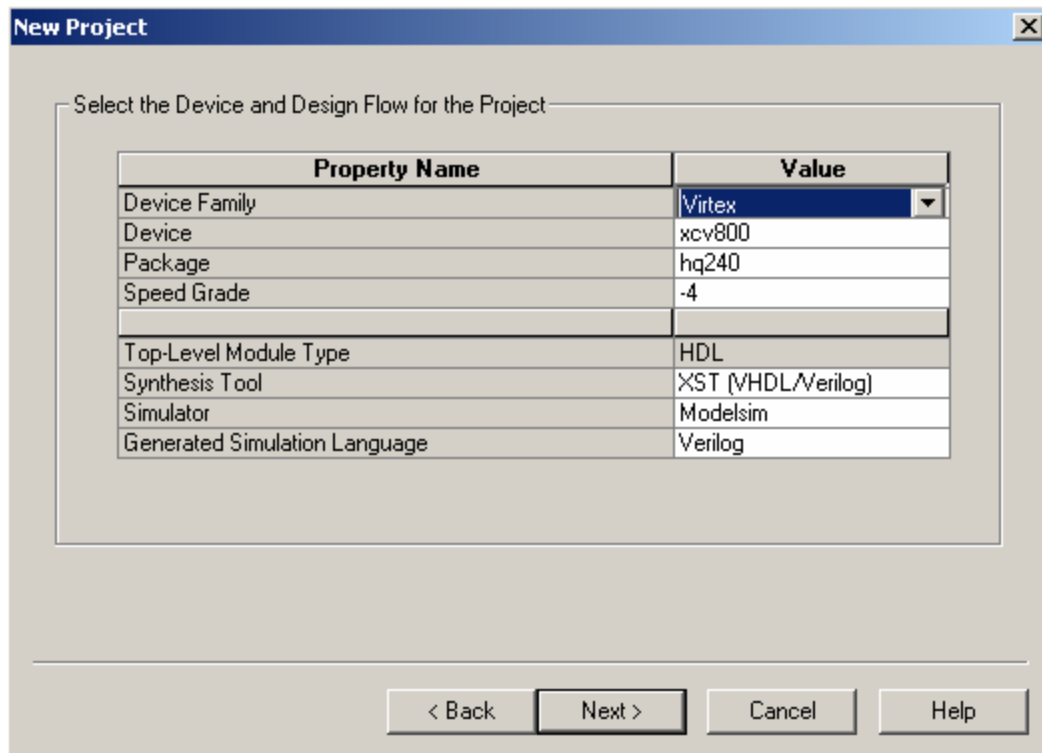 New Project
Select the Device and Design Flow for the Project
Property Name Value
Device Family Virtex
Device xcv800
Package hq240
Speed Grade -4
Top-Level Module Type HDL
Synthesis Tool XST (VHDL/Verilog)
Simulator Modelsim
Generated Simulation Language Verilog
< Back Next > Cancel Help